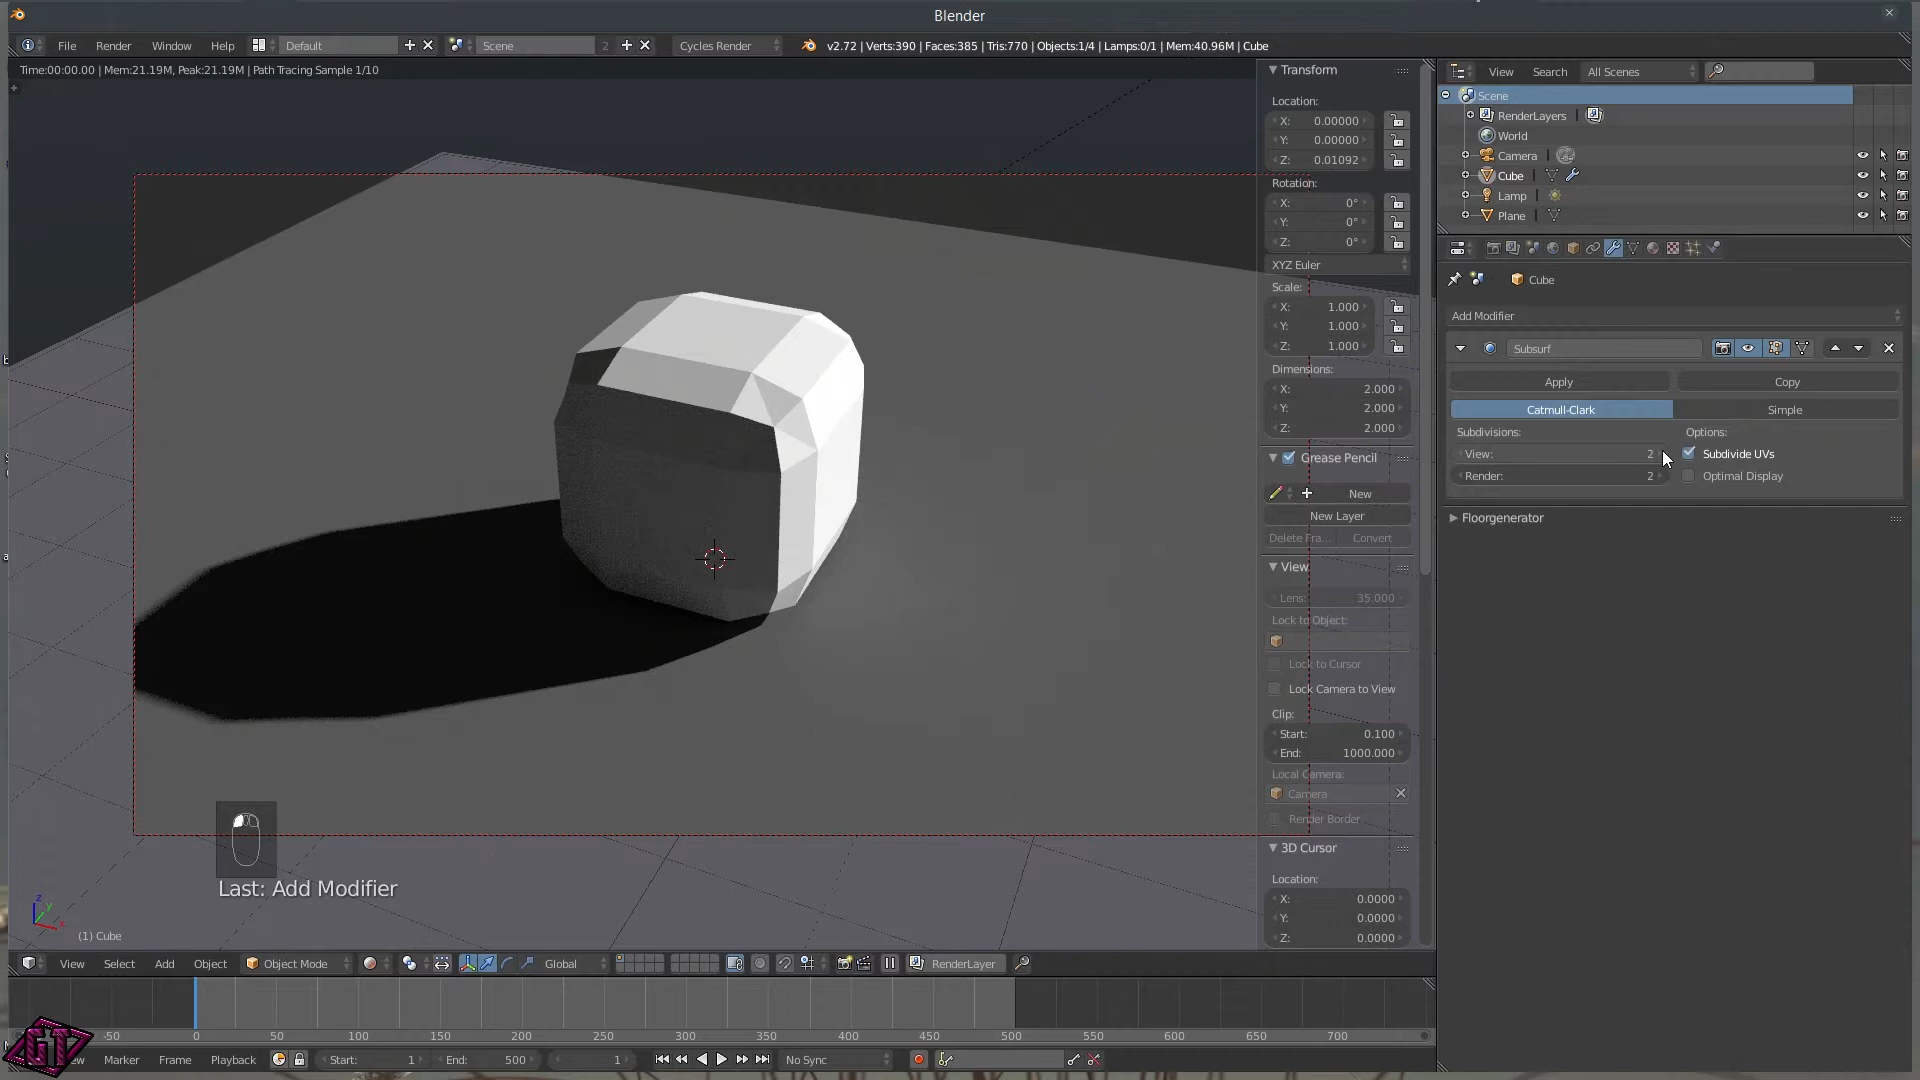 Blender
File Render Window Help Default Scene 2 Cycles Render v2.72 | Verts:390 | Faces:385 | Tris:770 | Objects:1/4 | Lamps:0/1 | Mem:40.96M | Cube
Time:00:00.00 | Mem:21.19M, Peak:21.19M | Path Tracing Sample 1/10
Transform
Location:
X: 0.00000
Y: 0.00000
Z: 0.01092
Rotation:
X: 0°
Y: 0°
Z: 0°
XYZ Euler
Scale:
X: 1.000
Y: 1.000
Z: 1.000
Dimensions:
X: 2.000
Y: 2.000
Z: 2.000
Grease Pencil
New
New Layer
Delete Fra... Convert
View
Lens: 35.000
Lock to Object:
Lock to Cursor
Lock Camera to View
Clip:
Start: 0.100
End: 1000.000
Local Camera:
Camera
Render Border
3D Cursor
Location:
X: 0.0000
Y: 0.0000
Z: 0.0000
View Search All Scenes
Scene
RenderLayers
World
Camera
Cube
Lamp
Plane
Cube
Add Modifier
Subsurf
Apply Copy
Catmull-Clark Simple
Subdivisions: Options:
View: 2 Subdivide UVs
Render: 2 Optimal Display
Floorgenerator
Last: Add Modifier
z y x
(1) Cube
View Select Add Object Object Mode Global RenderLayer
-50 0 50 100 150 200 250 300 350 400 450 500 550 600 650 700
GT
Marker Frame Playback Start: 1 End: 500 1 No Sync